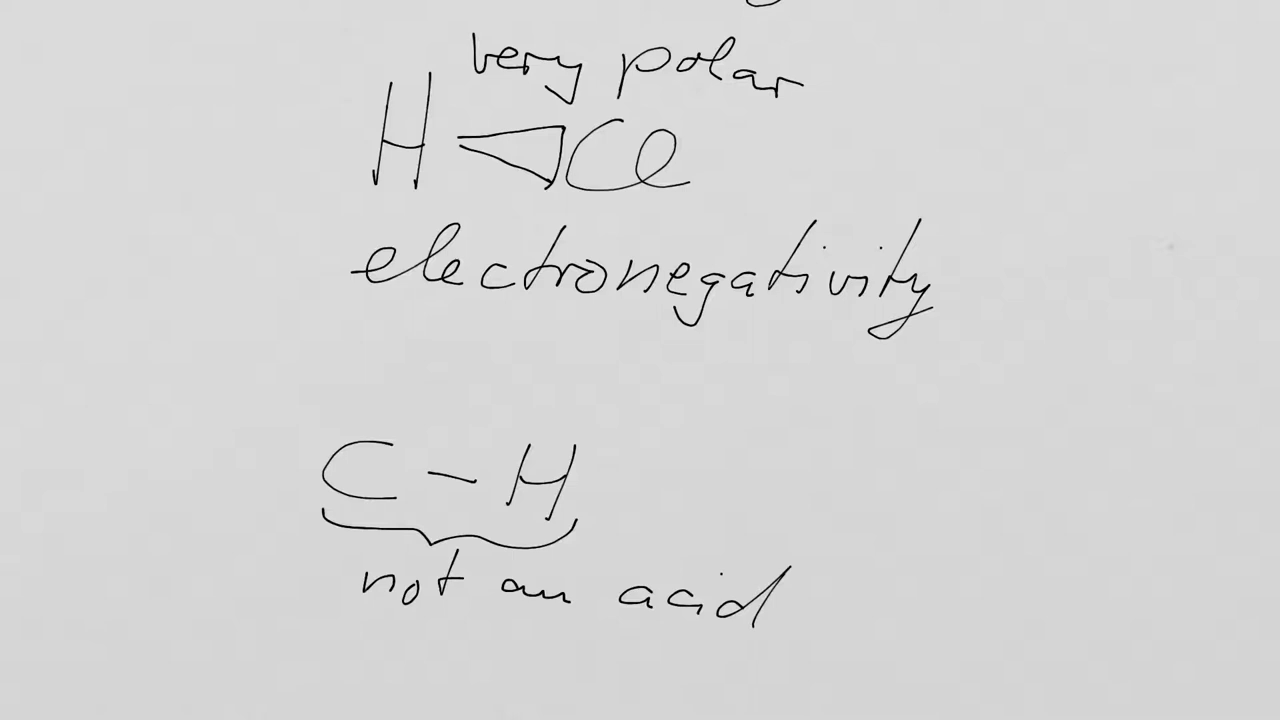 very polar
H Cl
electronegativity
C - H
not an acid